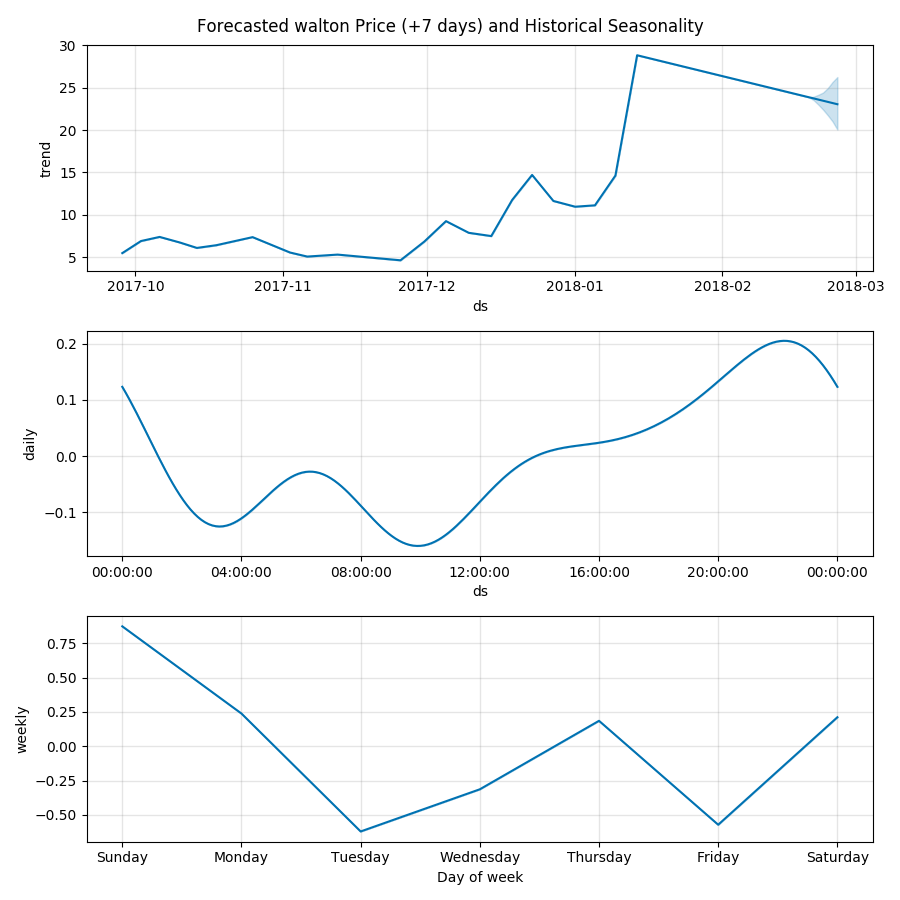 Forecasted walton Price (+7 days) and Historical Seasonality
30
25
20
15
10
5
trend
2017-10 2017-11 2017-12 2018-01 2018-02 2018-03
ds
0.2
0.1
0.0
−0.1
daily
00:00:00 04:00:00 08:00:00 12:00:00 16:00:00 20:00:00 00:00:00
ds
0.75
0.50
0.25
0.00
−0.25
−0.50
weekly
Sunday Monday Tuesday Wednesday Thursday Friday Saturday
Day of week